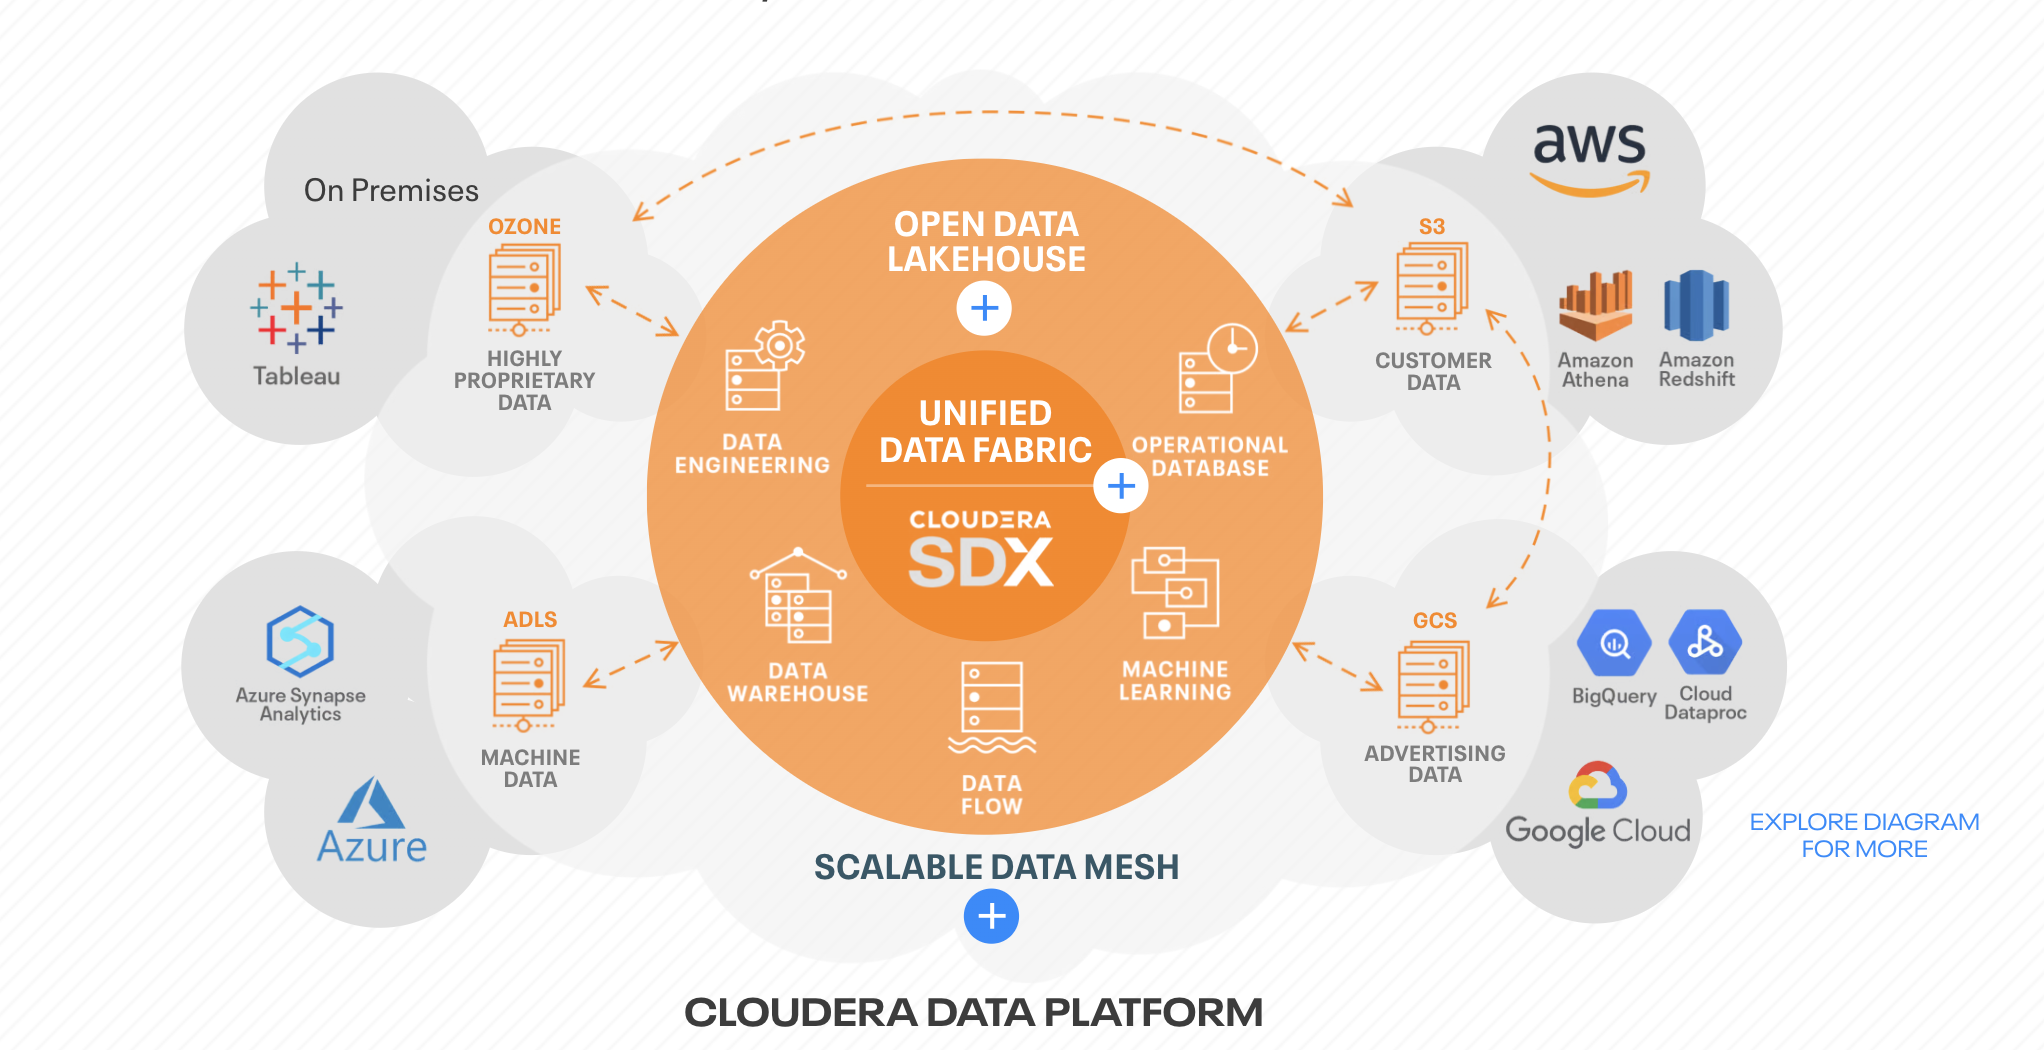 On Premises
Tableau
OZONE
HIGHLY
PROPRIETARY
DATA
OPEN DATA
LAKEHOUSE
DATA
ENGINEERING
UNIFIED
DATA FABRIC
CLOUDERA
SDX
OPERATIONAL
DATABASE
DATA
WAREHOUSE
DATA
FLOW
MACHINE
LEARNING
S3
CUSTOMER
DATA
aws
Amazon
Athena
Amazon
Redshift
Azure Synapse
Analytics
Azure
ADLS
MACHINE
DATA
GCS
ADVERTISING
DATA
BigQuery
Cloud
Dataproc
Google Cloud
EXPLORE DIAGRAM
FOR MORE
SCALABLE DATA MESH
CLOUDERA DATA PLATFORM